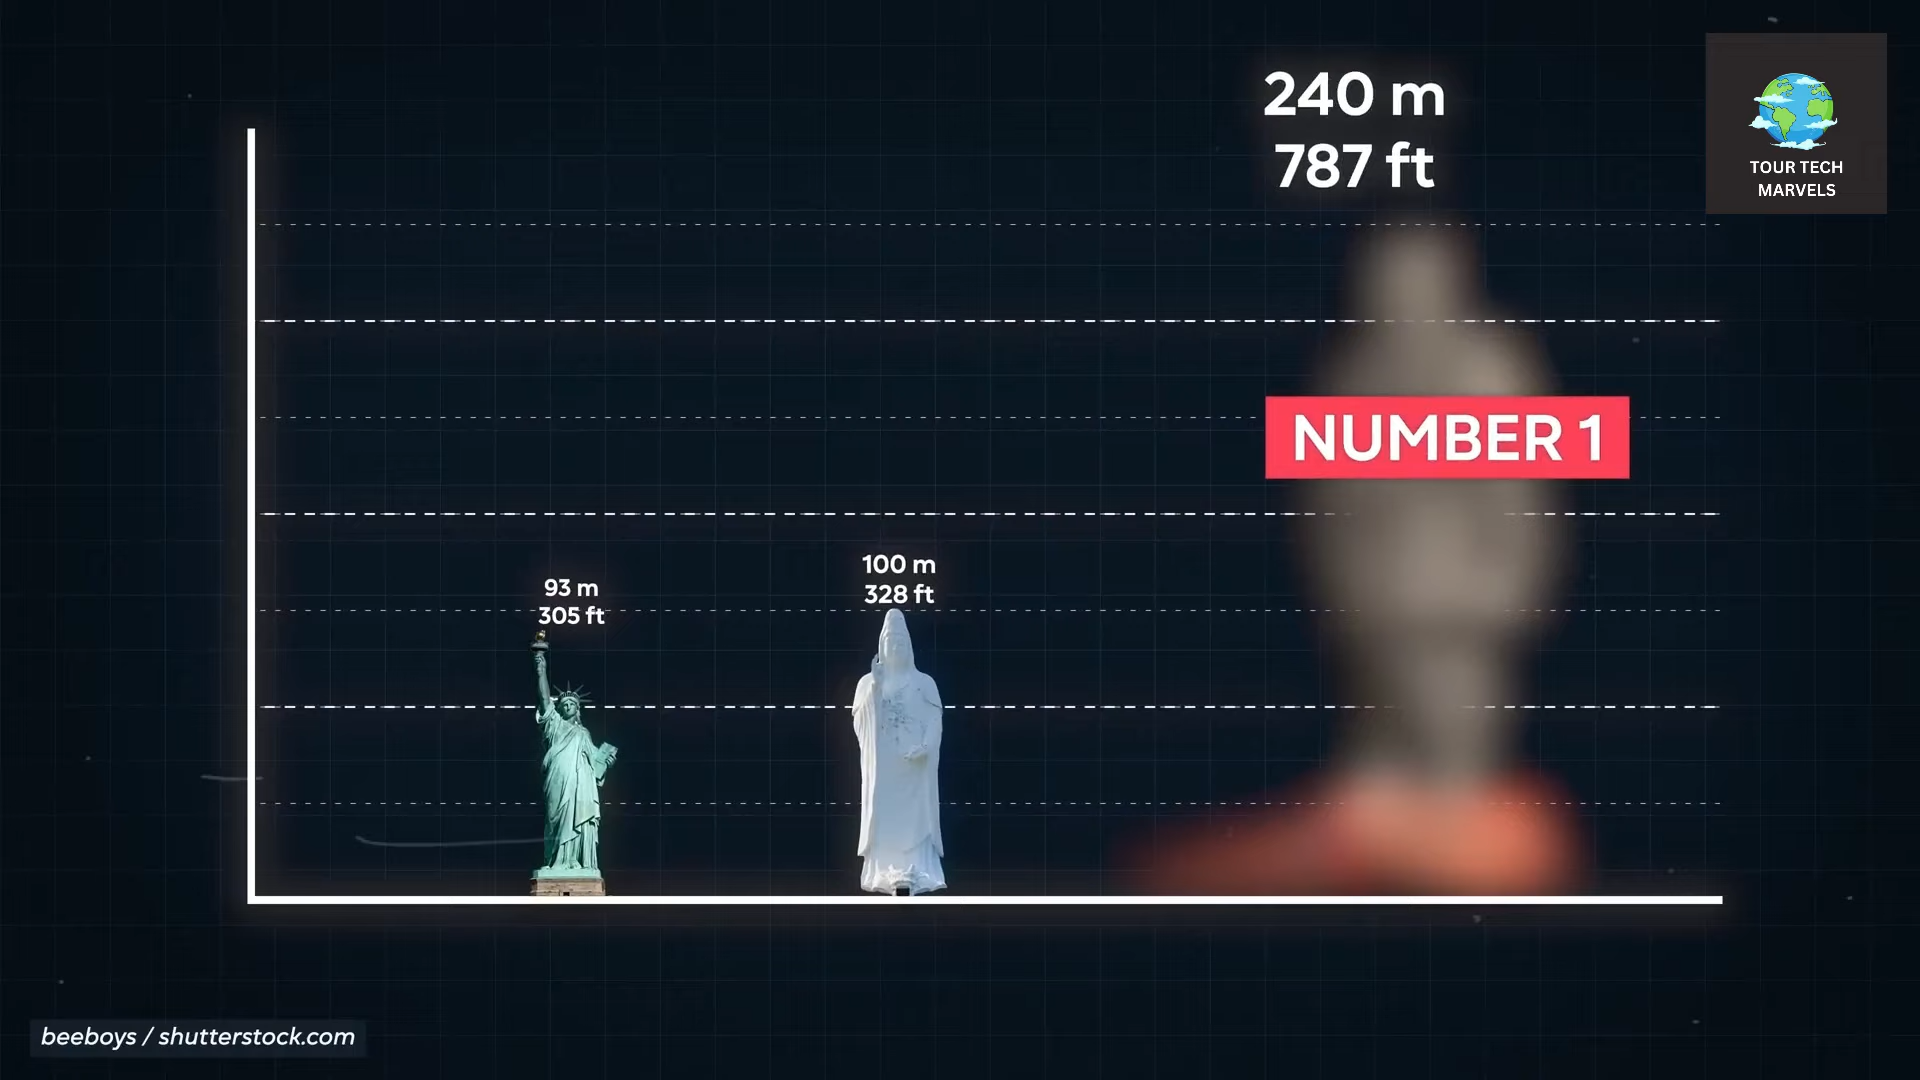 240 m
787 ft
TOUR TECH
MARVELS
NUMBER 1
100 m
328 ft
93 m
305 ft
beeboys / shutterstock.com